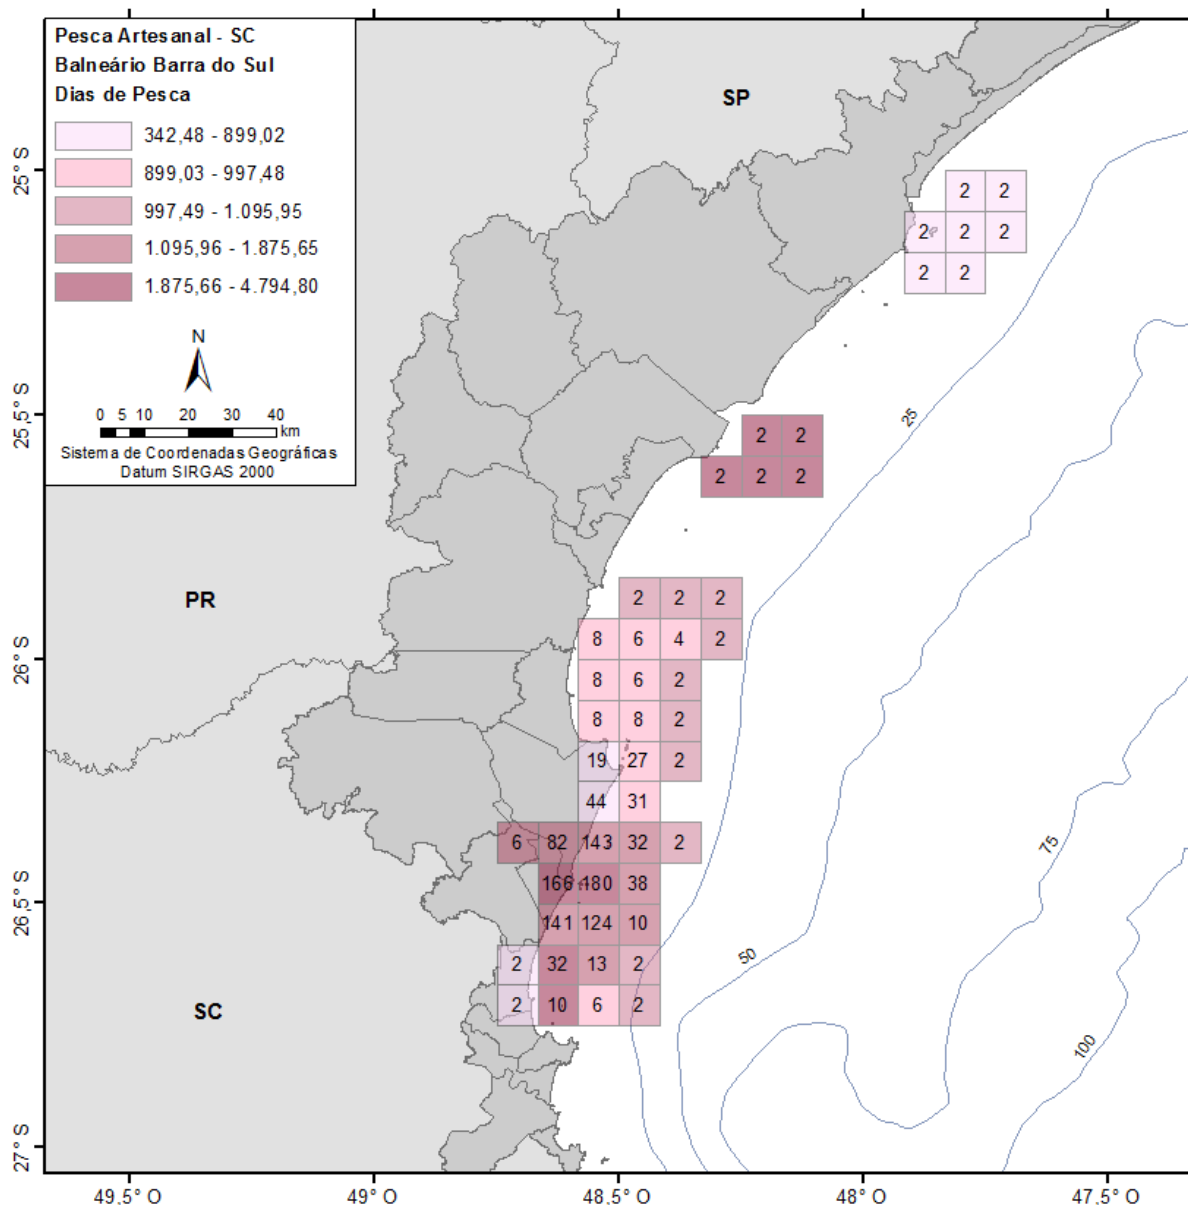 Pesca Artesanal - SC
Balneário Barra do Sul
Dias de Pesca
342,48 - 899,02
899,03 - 997,48
997,49 - 1.095,95
1.095,96 - 1.875,65
1.875,66 - 4.794,80
N
0 5 10 20 30 40
km
Sistema de Coordenadas Geográficas
Datum SIRGAS 2000
SP
PR
SC
25° S
25,5° S
26° S
26,5° S
27° S
49,5° O
49° O
48,5° O
48° O
47,5° O
25
50
75
100
2 2
2 2 2
2 2
2 2
2 2 2
2 2 2
8 6 4 2
8 6 2
8 8 2
19 27 2
44 31
6 82 143 32 2
166 180 38
141 124 10
2 32 13 2
2 10 6 2